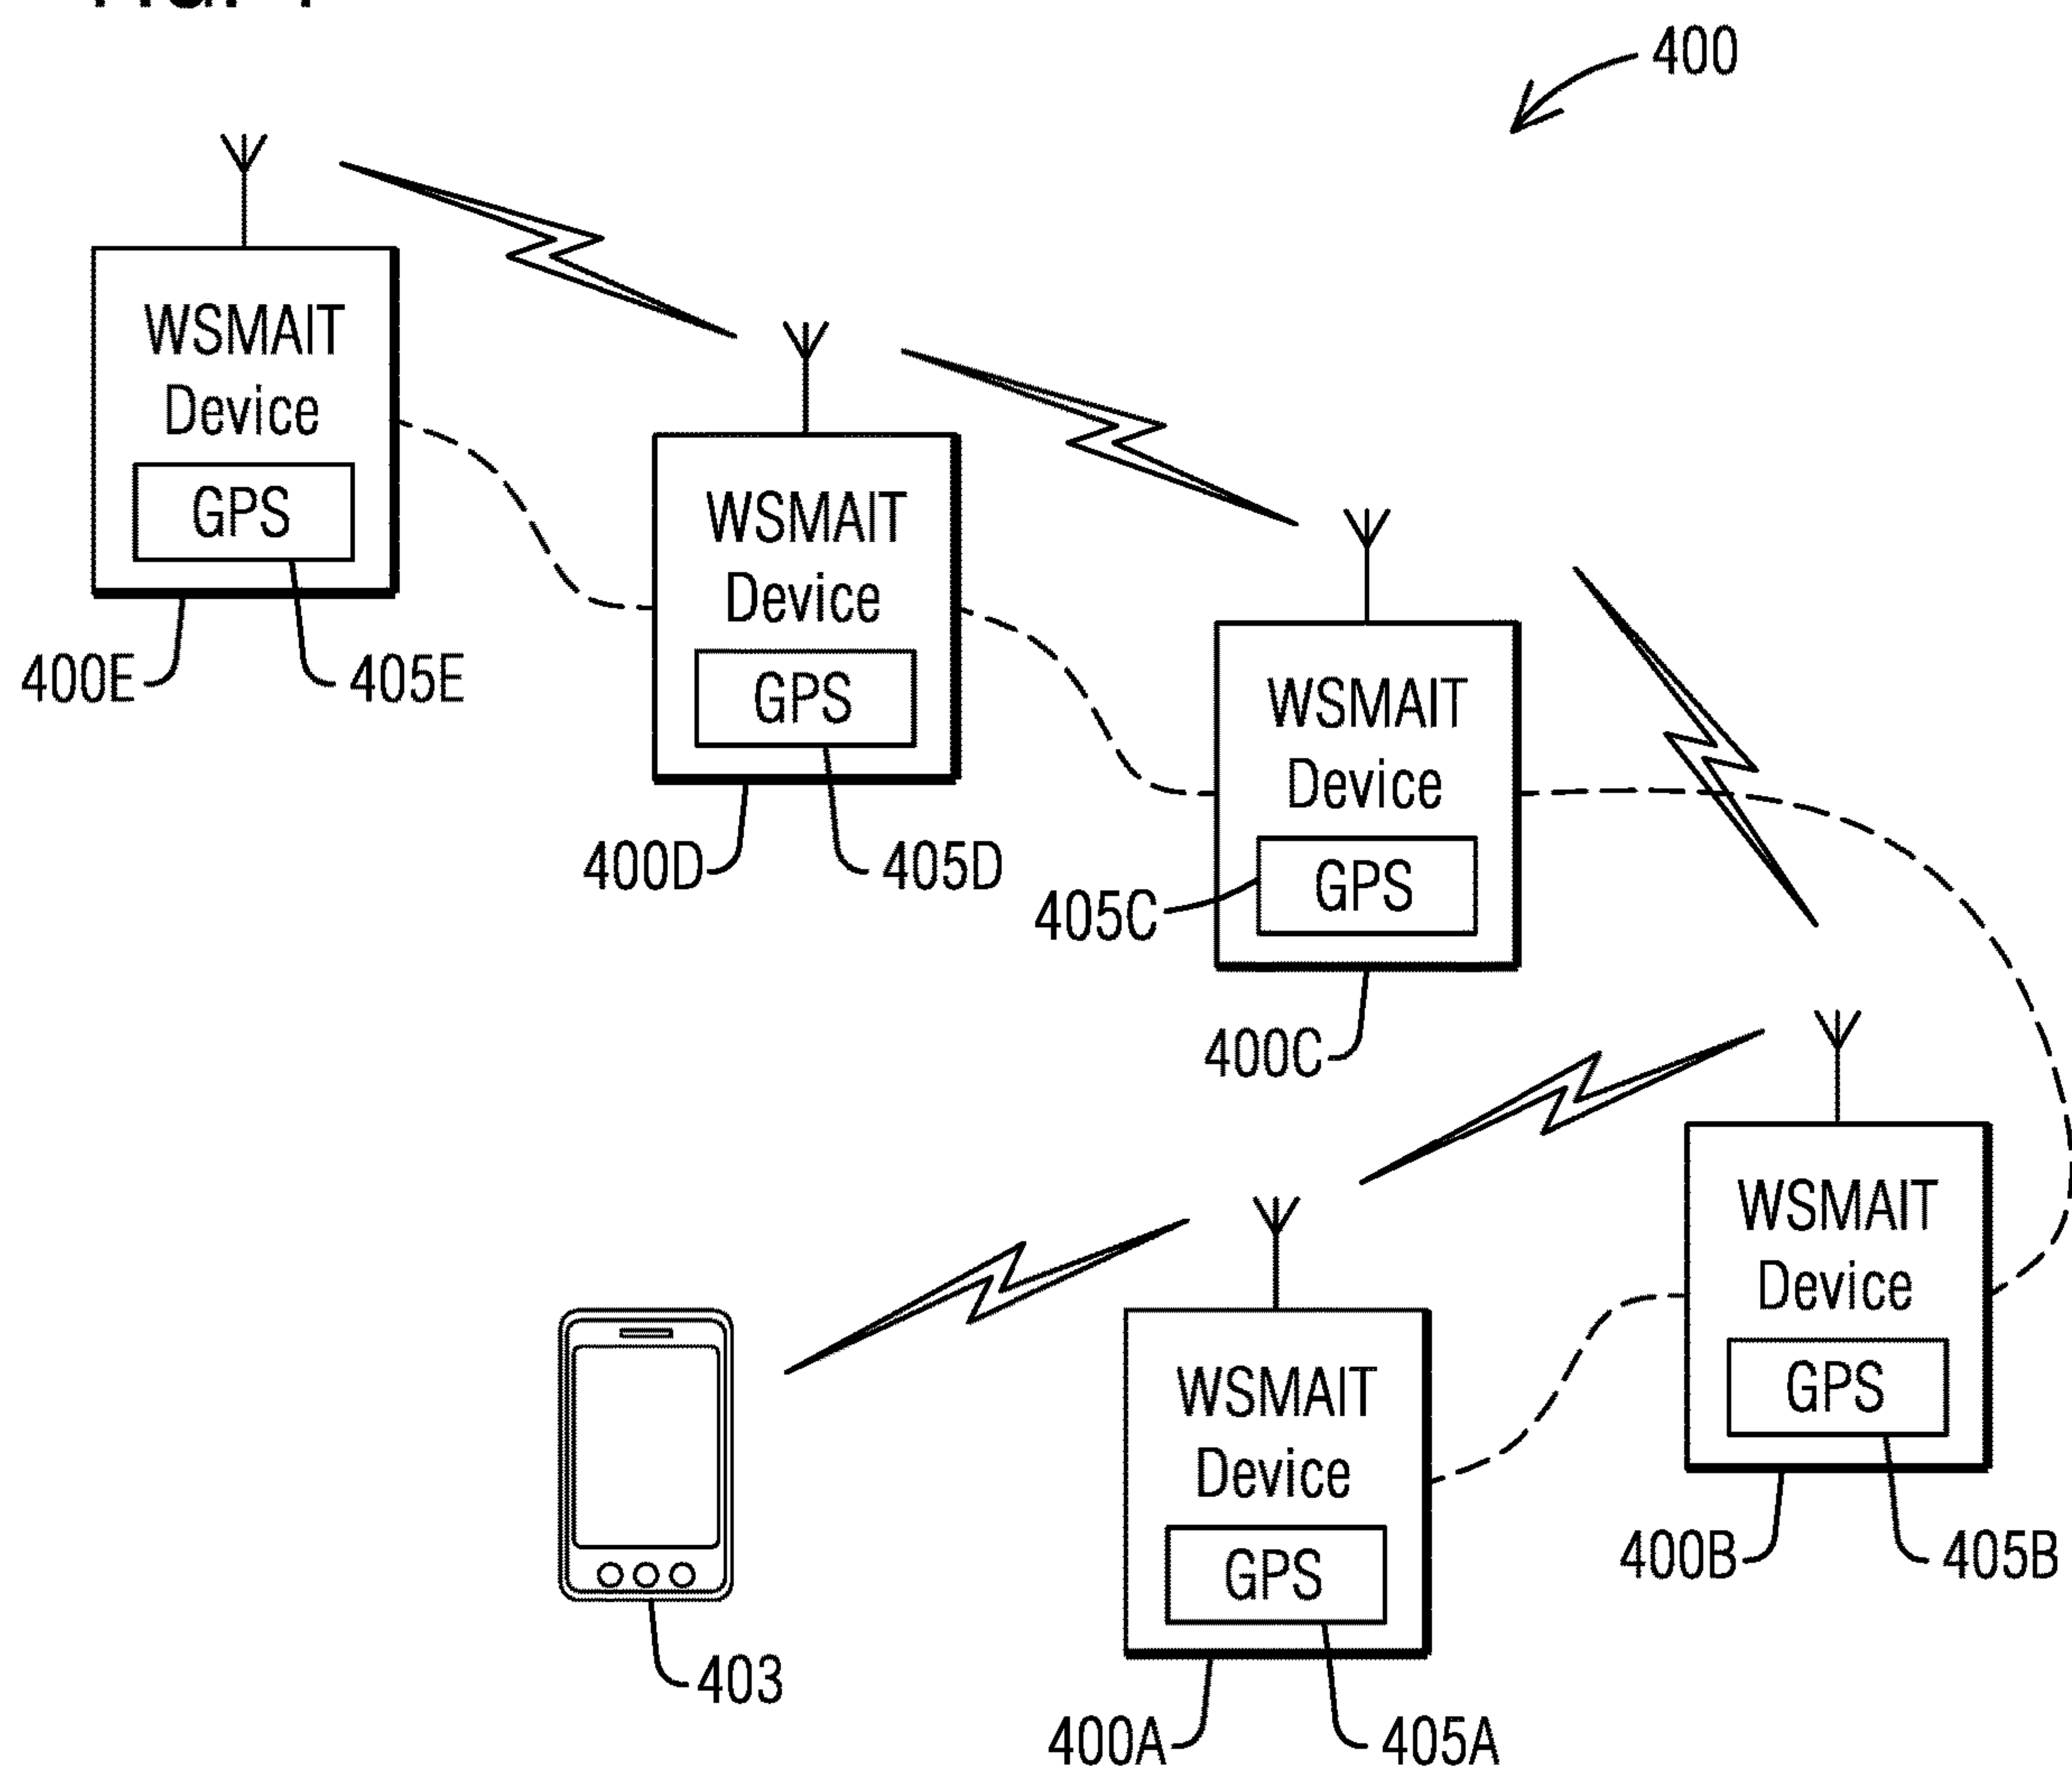 400
WSMAIT
Device
GPS
400E
405E
WSMAIT
Device
GPS
400D
405D
WSMAIT
Device
GPS
405C
400C
WSMAIT
Device
GPS
400B
405B
WSMAIT
Device
GPS
400A
405A
403